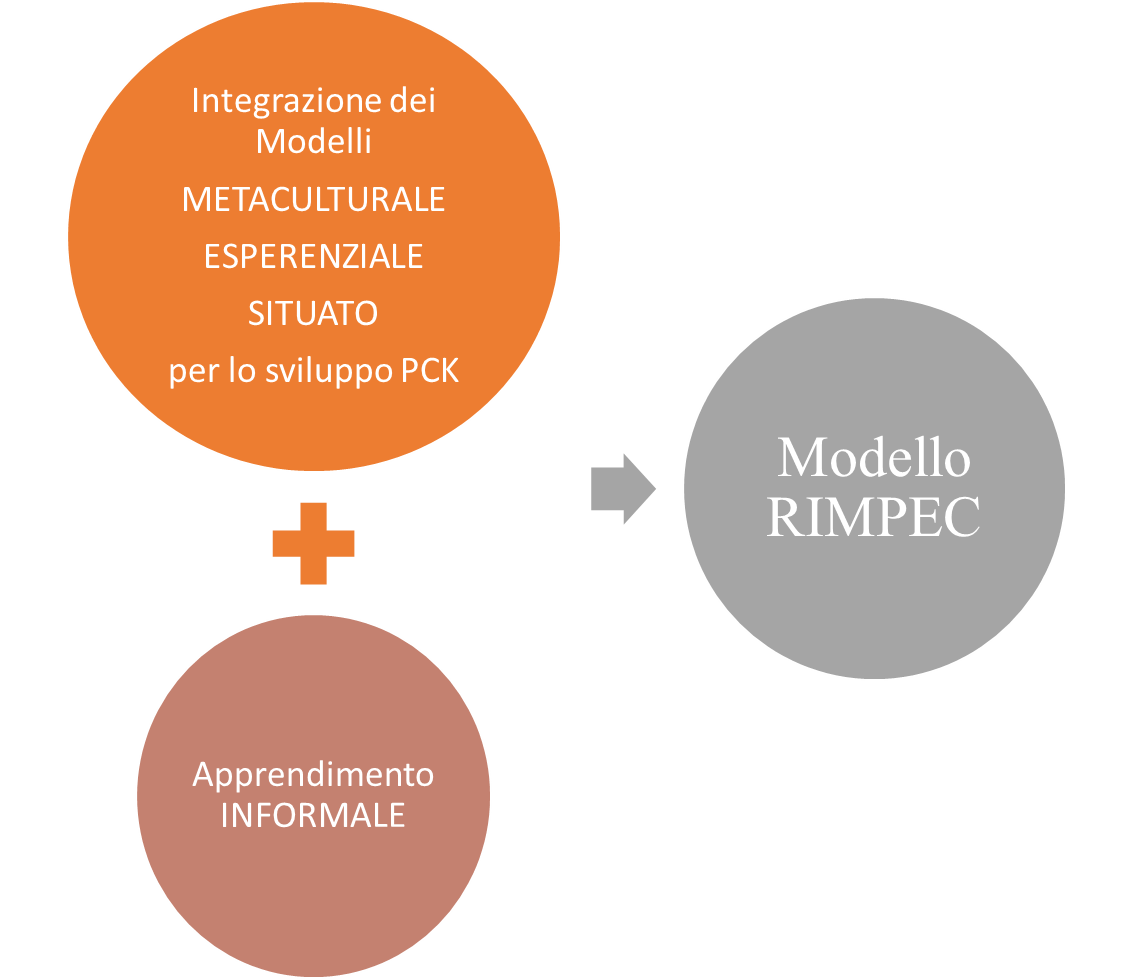 Integrazione dei
Modelli
METACULTURALE
ESPERENZIALE
SITUATO
per lo sviluppo PCK
Apprendimento
INFORMALE
Modello
RIMPEC